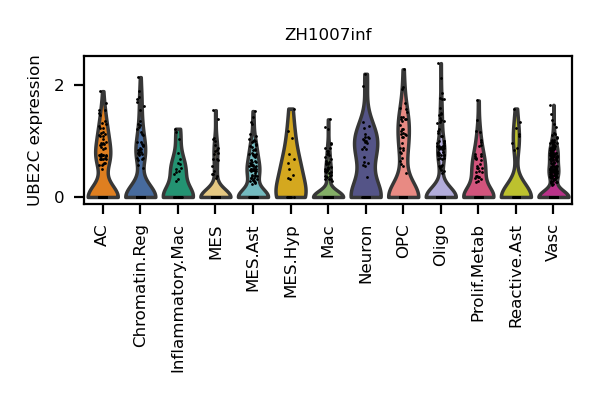 ZH1007inf
UBE2C expression
2
0
AC
Chromatin.Reg
Inflammatory.Mac
MES
MES.Ast
MES.Hyp
Mac
Neuron
OPC
Oligo
Prolif.Metab
Reactive.Ast
Vasc